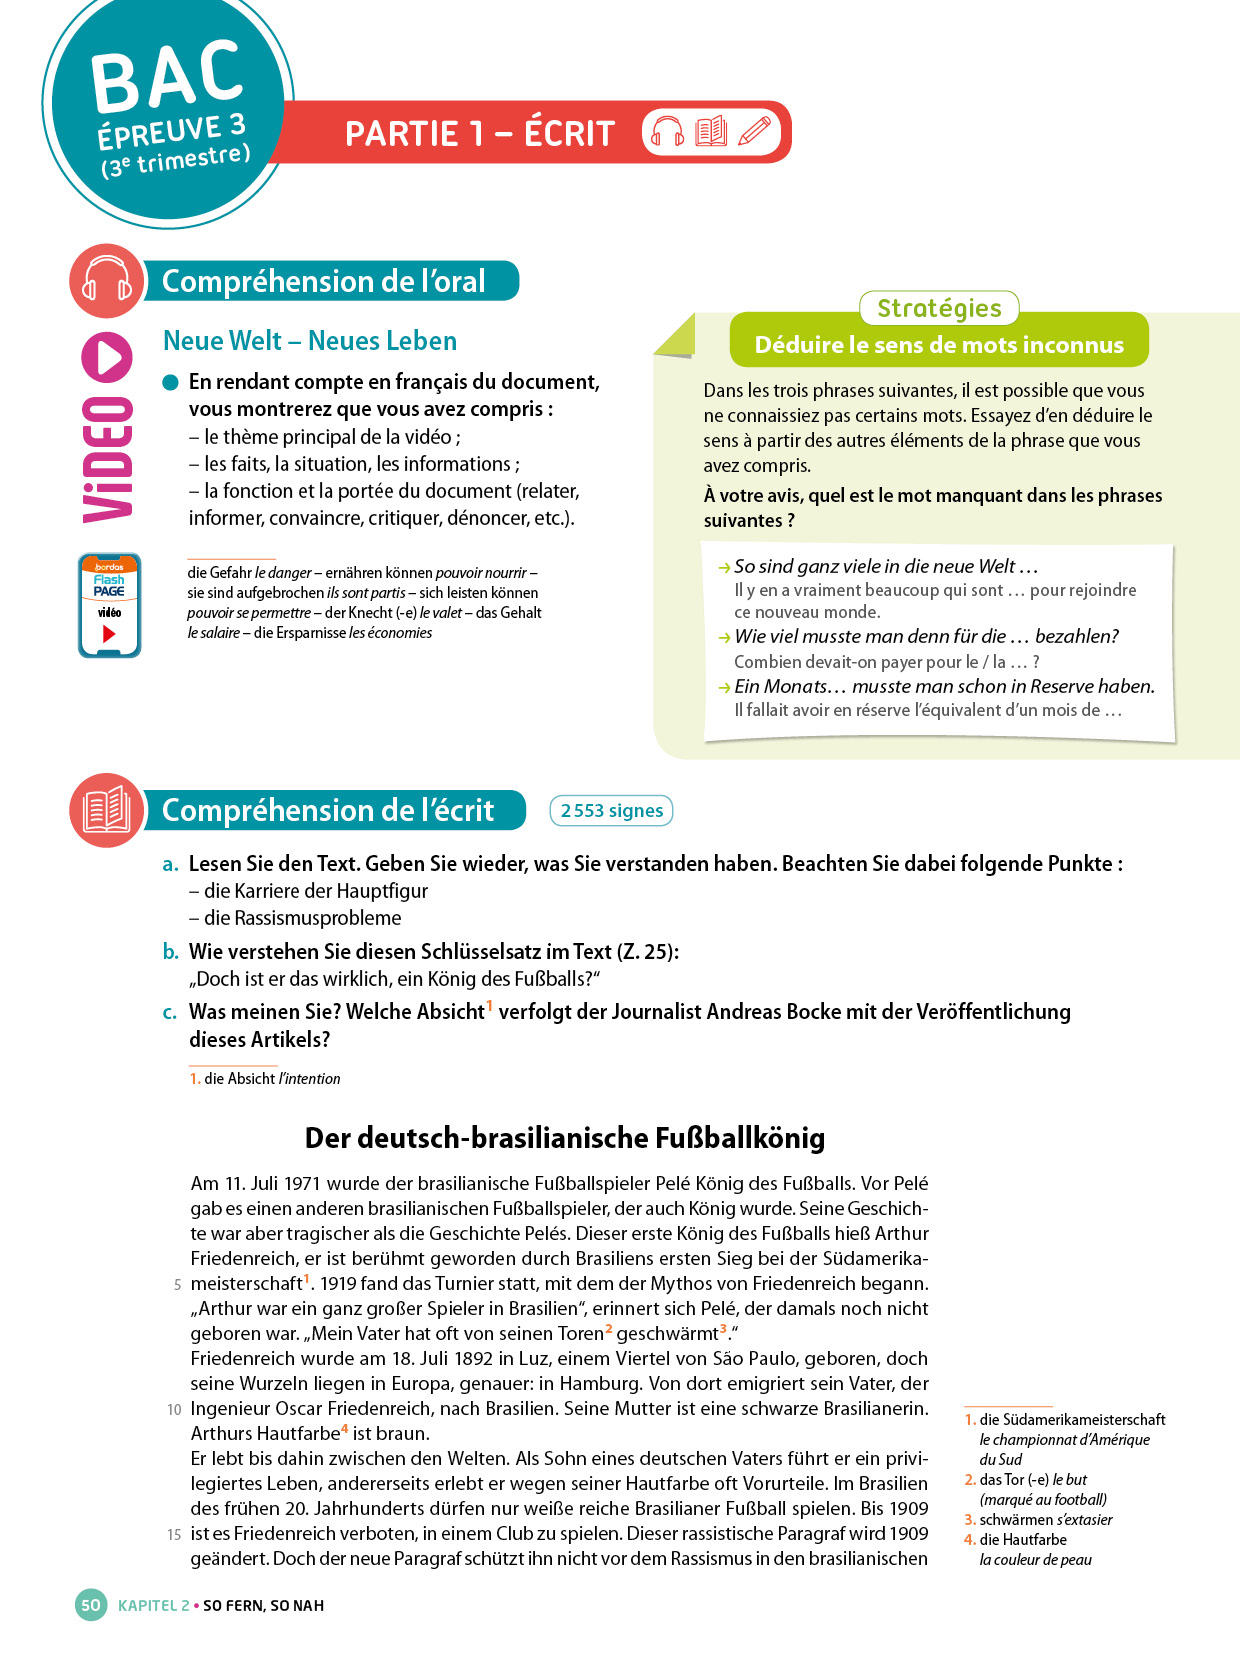 BAC
ÉPREUVE 3
(3e trimestre)
PARTIE 1 – ÉCRIT
Compréhension de l'oral
ViDEO
bordas
Flash
PAGE
vidéo
Neue Welt – Neues Leben
En rendant compte en français du document,
vous montrerez que vous avez compris :
– le thème principal de la vidéo ;
– les faits, la situation, les informations ;
– la fonction et la portée du document (relater,
informer, convaincre, critiquer, dénoncer, etc.).
die Gefahr le danger – ernähren können pouvoir nourrir –
sie sind aufgebrochen ils sont partis – sich leisten können
pouvoir se permettre – der Knecht (-e) le valet – das Gehalt
le salaire – die Ersparnisse les économies
Stratégies
Déduire le sens de mots inconnus
Dans les trois phrases suivantes, il est possible que vous
ne connaissiez pas certains mots. Essayez d'en déduire le
sens à partir des autres éléments de la phrase que vous
avez compris.
À votre avis, quel est le mot manquant dans les phrases
suivantes ?
→ So sind ganz viele in die neue Welt …
Il y en a vraiment beaucoup qui sont … pour rejoindre
ce nouveau monde.
→ Wie viel musste man denn für die … bezahlen?
Combien devait-on payer pour le / la … ?
→ Ein Monats… musste man schon in Reserve haben.
Il fallait avoir en réserve l'équivalent d'un mois de …
Compréhension de l'écrit
2 553 signes
a. Lesen Sie den Text. Geben Sie wieder, was Sie verstanden haben. Beachten Sie dabei folgende Punkte :
– die Karriere der Hauptfigur
– die Rassismusprobleme
b. Wie verstehen Sie diesen Schlüsselsatz im Text (Z. 25):
„Doch ist er das wirklich, ein König des Fußballs?“
c. Was meinen Sie? Welche Absicht1 verfolgt der Journalist Andreas Bocke mit der Veröffentlichung
dieses Artikels?
1. die Absicht l'intention
Der deutsch-brasilianische Fußballkönig
Am 11. Juli 1971 wurde der brasilianische Fußballspieler Pelé König des Fußballs. Vor Pelé
gab es einen anderen brasilianischen Fußballspieler, der auch König wurde. Seine Geschich-
te war aber tragischer als die Geschichte Pelés. Dieser erste König des Fußballs hieß Arthur
Friedenreich, er ist berühmt geworden durch Brasiliens ersten Sieg bei der Südamerika-
5 meisterschaft1. 1919 fand das Turnier statt, mit dem der Mythos von Friedenreich begann.
„Arthur war ein ganz großer Spieler in Brasilien“, erinnert sich Pelé, der damals noch nicht
geboren war. „Mein Vater hat oft von seinen Toren2 geschwärmt3.“
Friedenreich wurde am 18. Juli 1892 in Luz, einem Viertel von São Paulo, geboren, doch
seine Wurzeln liegen in Europa, genauer: in Hamburg. Von dort emigriert sein Vater, der
10 Ingenieur Oscar Friedenreich, nach Brasilien. Seine Mutter ist eine schwarze Brasilianerin.
Arthurs Hautfarbe4 ist braun.
Er lebt bis dahin zwischen den Welten. Als Sohn eines deutschen Vaters führt er ein privi-
legiertes Leben, andererseits erlebt er wegen seiner Hautfarbe oft Vorurteile. Im Brasilien
des frühen 20. Jahrhunderts dürfen nur weiße reiche Brasilianer Fußball spielen. Bis 1909
15 ist es Friedenreich verboten, in einem Club zu spielen. Dieser rassistische Paragraf wird 1909
geändert. Doch der neue Paragraf schützt ihn nicht vor dem Rassismus in den brasilianischen
1. die Südamerikameisterschaft
le championnat d'Amérique
du Sud
2. das Tor (-e) le but
(marqué au football)
3. schwärmen s'extasier
4. die Hautfarbe
la couleur de peau
50 KAPITEL 2 • SO FERN, SO NAH